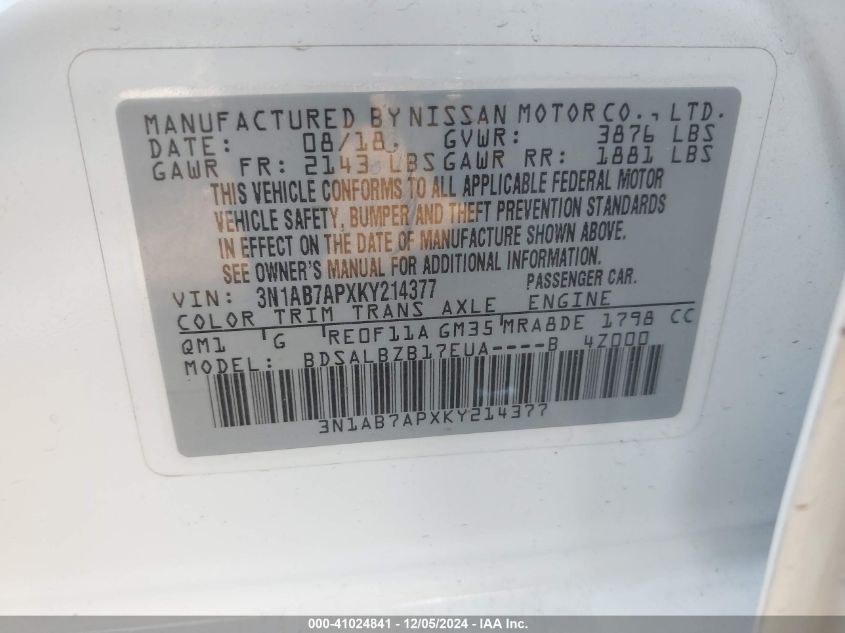 MANUFACTURED BY NISSAN MOTOR CO., LTD.
DATE: 08/18, GVWR: 3876 LBS
GAWR FR: 2143 LBS GAWR RR: 1881 LBS
THIS VEHICLE CONFORMS TO ALL APPLICABLE FEDERAL MOTOR
VEHICLE SAFETY, BUMPER AND THEFT PREVENTION STANDARDS
IN EFFECT ON THE DATE OF MANUFACTURE SHOWN ABOVE.
SEE OWNER'S MANUAL FOR ADDITIONAL INFORMATION.
VIN: 3N1AB7APXKY214377 PASSENGER CAR.
COLOR TRIM TRANS AXLE ENGINE
QM1 G RE0F11A GM35 MRA8DE 1798 CC
MODEL: BDSALBZB17EUA----B 4Z000
3N1AB7APXKY214377
000-41024841 - 12/05/2024 - IAA Inc.